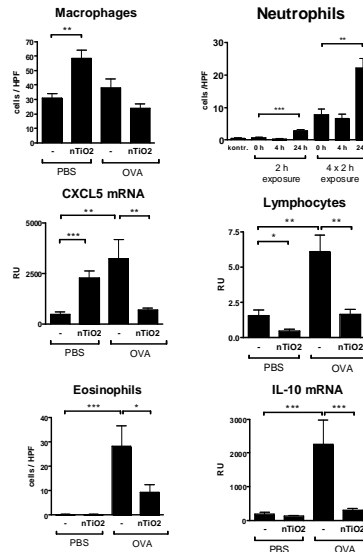 Macrophages
**
cells / HPF
70
60
50
40
30
20
10
0
- nTiO2 - nTiO2
PBS OVA
Neutrophils
**
***
cells /HPF
30
20
10
0
kontr. 0 h 4 h 24 h 0 h 4 h 24
2 h 4 x 2 h
exposure exposure
CXCL5 mRNA
** **
***
RU
5000
2500
0
- nTiO2 - nTiO2
PBS OVA
Lymphocytes
** **
*
RU
7.5
5.0
2.5
0.0
- nTiO2 - nTiO2
PBS OVA
Eosinophils
*** *
cells / HPF
40
30
20
10
0
- nTiO2 - nTiO2
PBS OVA
IL-10 mRNA
*** ***
RU
3000
2000
1000
0
- nTiO2 - nTiO2
PBS OVA